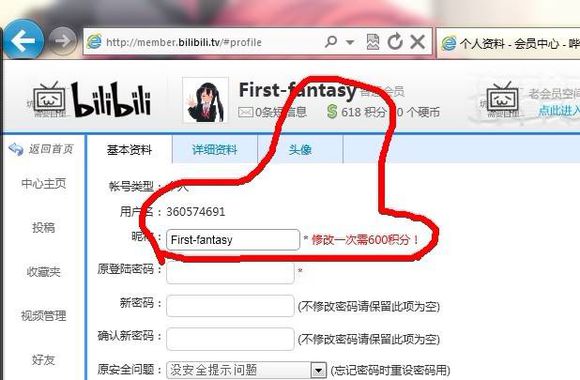 http://member.bilibili.tv/#profile
个人资料 - 会员中心 - 哔
bilibili
First-fantasy 普通会员
0条短信息 618 积分 0 个硬币
老会员空间
点此进入
返回首页
基本资料 详细资料 头像
中心主页
投稿
收藏夹
视频管理
好友
帐号类型:个人
用户名:360574691
昵称: First-fantasy * 修改一次需600积分!
原登陆密码: *
新密码: (不修改密码请保留此项为空)
确认新密码: (不修改密码请保留此项为空)
原安全问题: 没安全提示问题 (忘记密码时重设密码用)